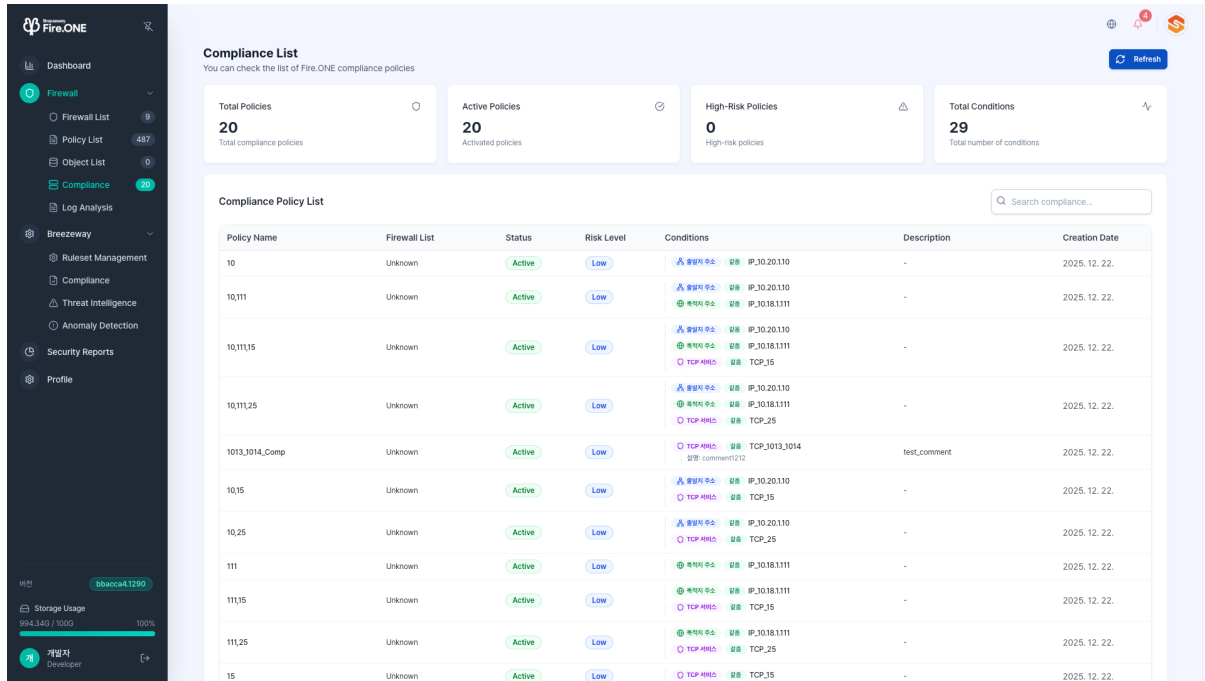 Breezeway
Fire.ONE
4
Dashboard
Firewall
Firewall List 9
Policy List 487
Object List 0
Compliance 20
Log Analysis
Breezeway
Ruleset Management
Compliance
Threat Intelligence
Anomaly Detection
Security Reports
Profile
버전 bbacca4.1290
Storage Usage
994.34G / 100G 100%
개 개발자
Developer
Compliance List
You can check the list of Fire.ONE compliance policies
Refresh
Total Policies
20
Total compliance policies
Active Policies
20
Activated policies
High-Risk Policies
0
High-risk policies
Total Conditions
29
Total number of conditions
Compliance Policy List
Search compliance...
Policy Name Firewall List Status Risk Level Conditions Description Creation Date
10 Unknown Active Low 출발지 주소 같음 IP_10.20.1.10 - 2025. 12. 22.
10,111 Unknown Active Low 출발지 주소 같음 IP_10.20.1.10
목적지 주소 같음 IP_10.18.1.111 - 2025. 12. 22.
10,111,15 Unknown Active Low 출발지 주소 같음 IP_10.20.1.10
목적지 주소 같음 IP_10.18.1.111 - 2025. 12. 22.
TCP 서비스 같음 TCP_15
10,111,25 Unknown Active Low 출발지 주소 같음 IP_10.20.1.10
목적지 주소 같음 IP_10.18.1.111 - 2025. 12. 22.
TCP 서비스 같음 TCP_25
1013_1014_Comp Unknown Active Low TCP 서비스 같음 TCP_1013_1014 test_comment 2025. 12. 22.
설명: comment1212
10,15 Unknown Active Low 출발지 주소 같음 IP_10.20.1.10 - 2025. 12. 22.
TCP 서비스 같음 TCP_15
10,25 Unknown Active Low 출발지 주소 같음 IP_10.20.1.10 - 2025. 12. 22.
TCP 서비스 같음 TCP_25
111 Unknown Active Low 목적지 주소 같음 IP_10.18.1.111 - 2025. 12. 22.
111,15 Unknown Active Low 목적지 주소 같음 IP_10.18.1.111 - 2025. 12. 22.
TCP 서비스 같음 TCP_15
111,25 Unknown Active Low 목적지 주소 같음 IP_10.18.1.111 - 2025. 12. 22.
TCP 서비스 같음 TCP_25
15 Unknown Active Low TCP 서비스 같음 TCP_15 - 2025. 12. 22.